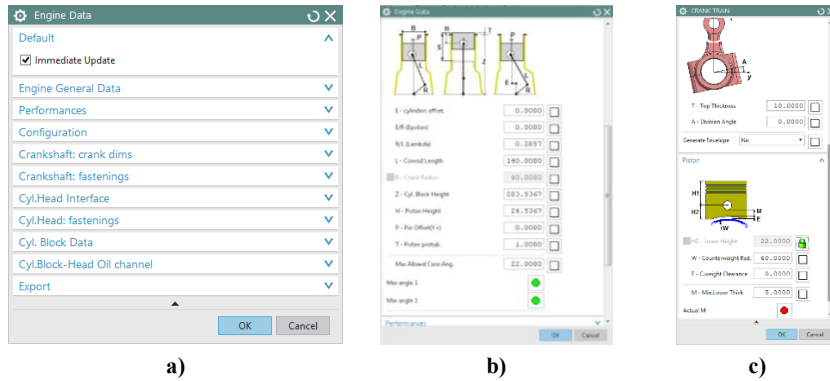 Engine Data
Default
Immediate Update
Engine General Data
Performances
Configuration
Crankshaft: crank dims
Crankshaft: fastenings
Cyl.Head Interface
Cyl.Head: fastenings
Cyl. Block Data
Cyl.Block-Head Oil channel
Export
OK Cancel
a)
Engine Data
B H T P
P S Z L
L E R
R
E - cylinders offset. 0.0000
E/R (Epsilon) 0.0000
R/L (Lambda) 0.2857
L - Conrod Length 140.0000
R - Crank Radius 40.0000
Z - Cyl. Block Height 203.5367
H - Piston Height 24.5367
P - Pin Offset(Y+) 0.0000
T - Piston protub. 1.0000
Max Allowed Conr.Ang. 22.0000
Max angle 1
Max angle 2
Performances
OK Cancel
b)
CRANK TRAIN
A
y
T - Top Thickness 10.0000
A - Division Angle 0.0000
Generate Envelope No
Piston
H1
H2 M
E
W
H2 - Lower Height 22.0000
W - Counterweight Rad. 60.0000
E - Cweight Clearance 0.0000
M - Min.Lower Thick 5.0000
Actual M
OK Cancel
c)